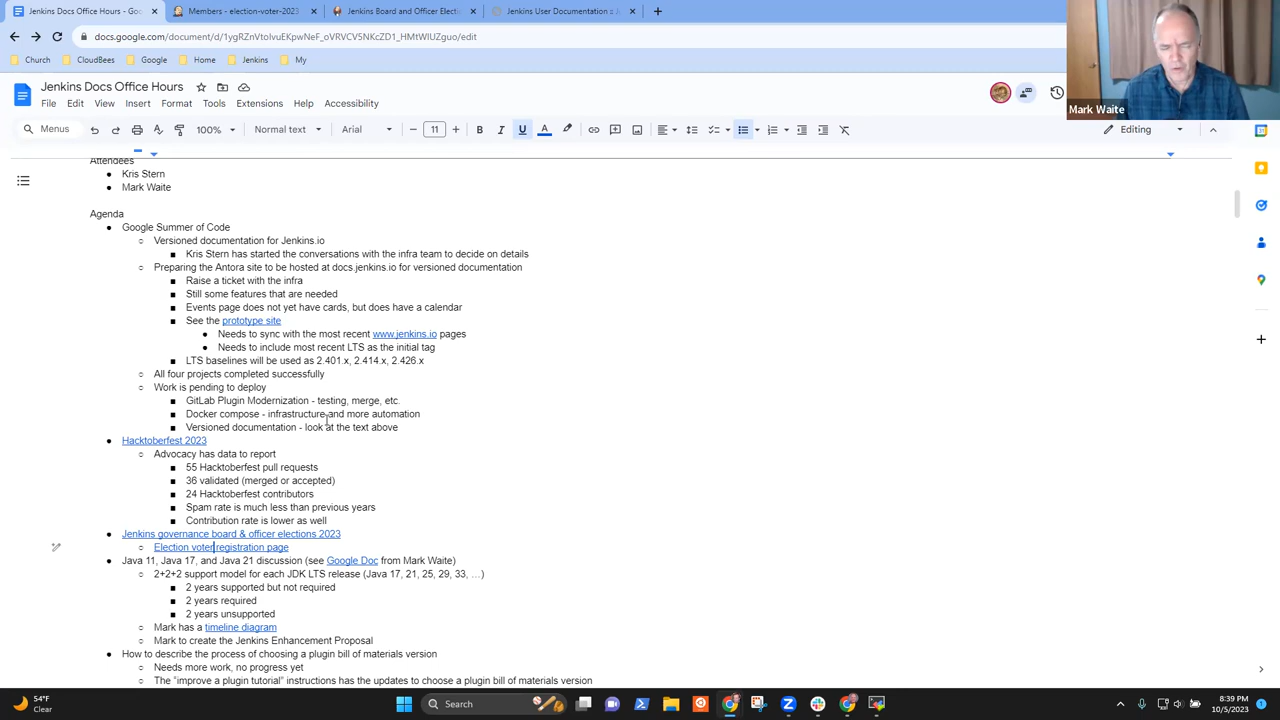 Jenkins Docs Office Hours - Goo
Members - election-voter-2023
Jenkins Board and Officer Electi
Jenkins User Documentation :: J
docs.google.com/document/d/1ygRZnVtoIvuEKpwNeF_oVRVCV5NKcZD1_HMtWIUZguo/edit
Church
CloudBees
Google
Home
Jenkins
My
Mark Waite
Jenkins Docs Office Hours
File Edit View Insert Format Tools Extensions Help Accessibility
Menus
100%
Normal text
Arial
11
Editing
Attendees
● Kris Stern
● Mark Waite
Agenda
● Google Summer of Code
○ Versioned documentation for Jenkins.io
■ Kris Stern has started the conversations with the infra team to decide on details
○ Preparing the Antora site to be hosted at docs.jenkins.io for versioned documentation
■ Raise a ticket with the infra
■ Still some features that are needed
■ Events page does not yet have cards, but does have a calendar
■ See the prototype site
● Needs to sync with the most recent www.jenkins.io pages
● Needs to include most recent LTS as the initial tag
■ LTS baselines will be used as 2.401.x, 2.414.x, 2.426.x
○ All four projects completed successfully
○ Work is pending to deploy
■ GitLab Plugin Modernization - testing, merge, etc.
■ Docker compose - infrastructure and more automation
■ Versioned documentation - look at the text above
● Hacktoberfest 2023
○ Advocacy has data to report
■ 55 Hacktoberfest pull requests
■ 36 validated (merged or accepted)
■ 24 Hacktoberfest contributors
■ Spam rate is much less than previous years
■ Contribution rate is lower as well
● Jenkins governance board & officer elections 2023
○ Election voter registration page
● Java 11, Java 17, and Java 21 discussion (see Google Doc from Mark Waite)
○ 2+2+2 support model for each JDK LTS release (Java 17, 21, 25, 29, 33, …)
■ 2 years supported but not required
■ 2 years required
■ 2 years unsupported
○ Mark has a timeline diagram
○ Mark to create the Jenkins Enhancement Proposal
● How to describe the process of choosing a plugin bill of materials version
○ Needs more work, no progress yet
○ The “improve a plugin tutorial” instructions has the updates to choose a plugin bill of materials version
54°F
Clear
Search
8:39 PM
10/5/2023